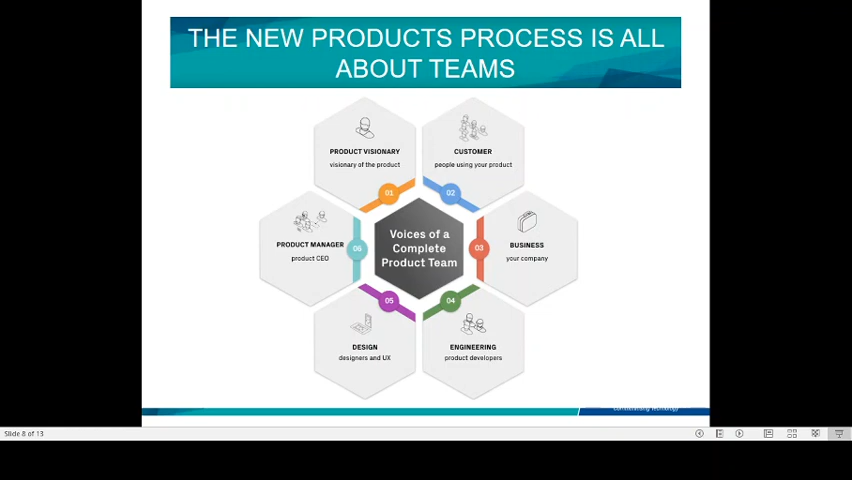 THE NEW PRODUCTS PROCESS IS ALL
ABOUT TEAMS
PRODUCT VISIONARY
visionary of the product
01
CUSTOMER
people using your product
02
Voices of a
Complete
Product Team
BUSINESS
your company
03
ENGINEERING
product developers
04
DESIGN
designers and UX
05
PRODUCT MANAGER
product CEO
06
Slide 8 of 13